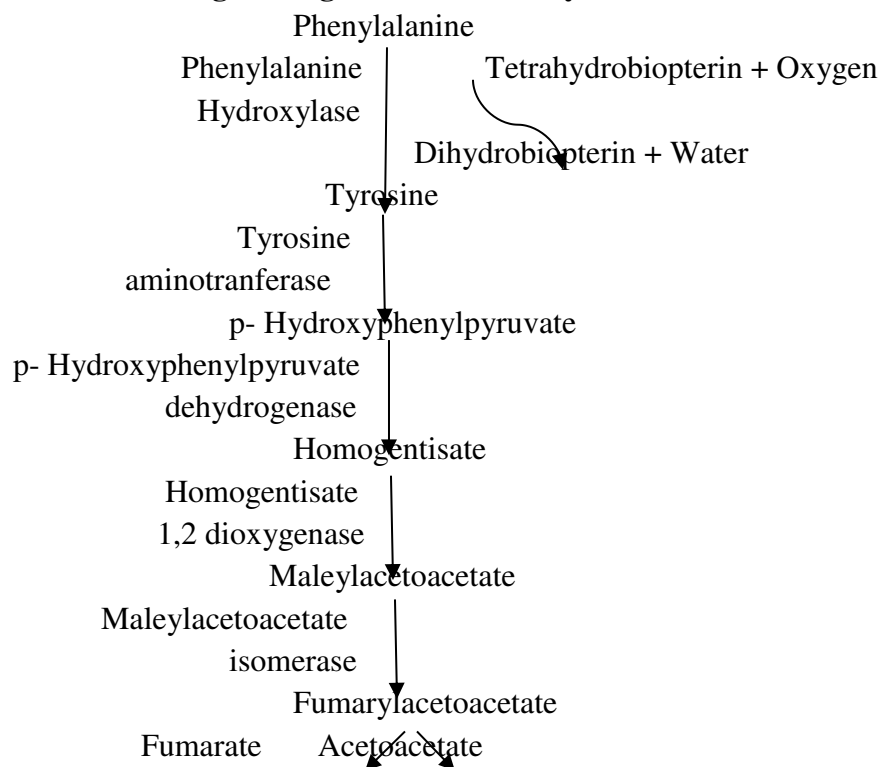 Phenylalanine
Phenylalanine Tetrahydrobiopterin + Oxygen
Hydroxylase
Dihydrobiopterin + Water
Tyrosine
Tyrosine
aminotranferase
p- Hydroxyphenylpyruvate
p- Hydroxyphenylpyruvate
dehydrogenase
Homogentisate
Homogentisate
1,2 dioxygenase
Maleylacetoacetate
Maleylacetoacetate
isomerase
Fumarylacetoacetate
Fumarate Acetoacetate